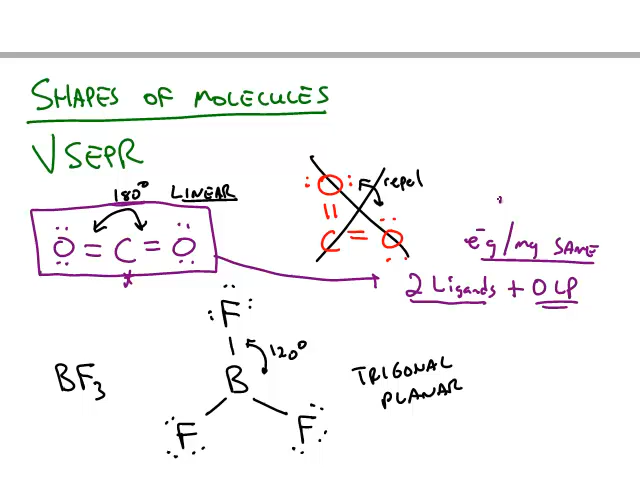 SHAPES OF MOLECULES
VSEPR
180° LINEAR
O = C = O
*
O repel
||
C = O
e⁻g/mg SAME
2 Ligands + 0 LP
BF₃
F
|
B 120°
F F
TRIGONAL
PLANAR